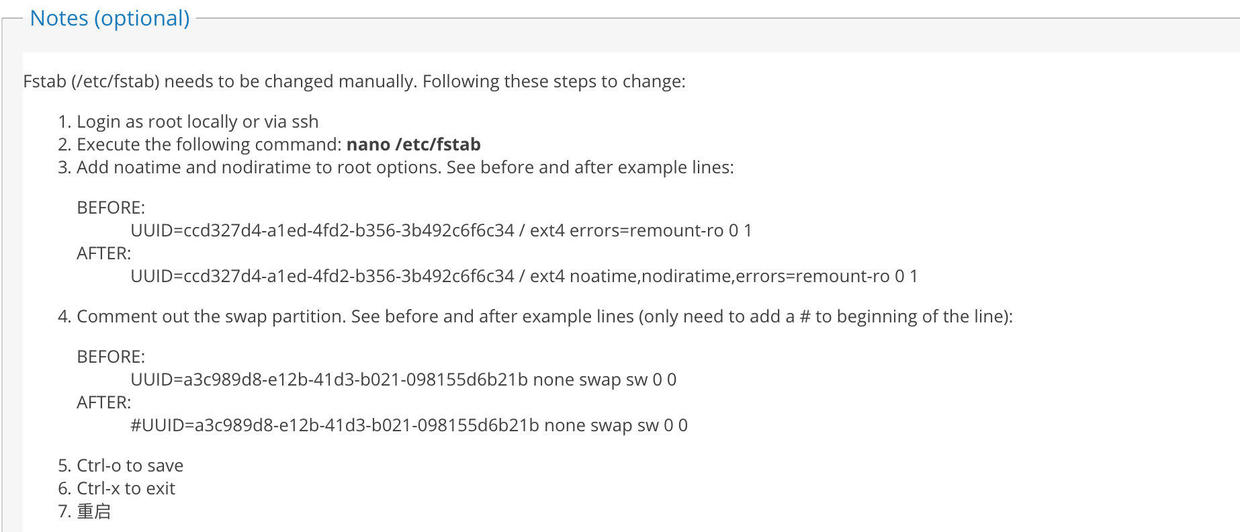 Notes (optional)
Fstab (/etc/fstab) needs to be changed manually. Following these steps to change:
1. Login as root locally or via ssh
2. Execute the following command: nano /etc/fstab
3. Add noatime and nodiratime to root options. See before and after example lines:
BEFORE:
UUID=ccd327d4-a1ed-4fd2-b356-3b492c6f6c34 / ext4 errors=remount-ro 0 1
AFTER:
UUID=ccd327d4-a1ed-4fd2-b356-3b492c6f6c34 / ext4 noatime,nodiratime,errors=remount-ro 0 1
4. Comment out the swap partition. See before and after example lines (only need to add a # to beginning of the line):
BEFORE:
UUID=a3c989d8-e12b-41d3-b021-098155d6b21b none swap sw 0 0
AFTER:
#UUID=a3c989d8-e12b-41d3-b021-098155d6b21b none swap sw 0 0
5. Ctrl-o to save
6. Ctrl-x to exit
7. 重启